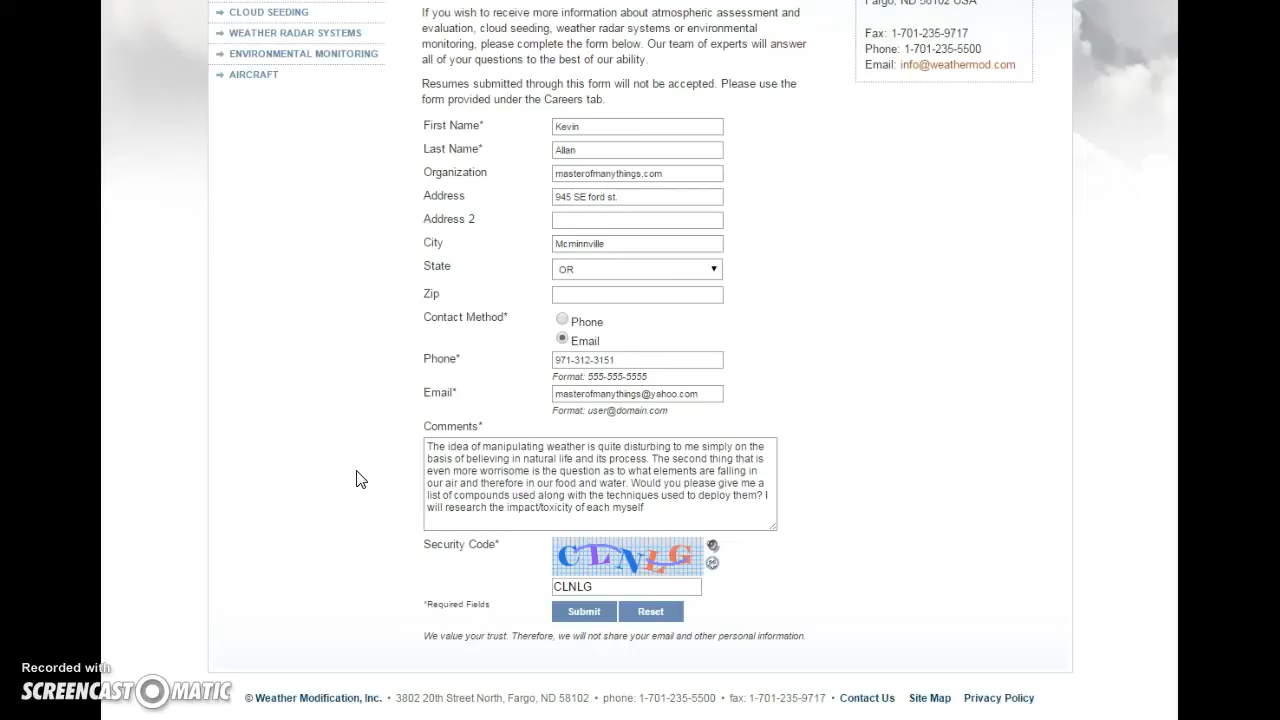 CLOUD SEEDING
WEATHER RADAR SYSTEMS
ENVIRONMENTAL MONITORING
AIRCRAFT
If you wish to receive more information about atmospheric assessment and
evaluation, cloud seeding, weather radar systems or environmental
monitoring, please complete the form below. Our team of experts will answer
all of your questions to the best of our ability.
Resumes submitted through this form will not be accepted. Please use the
form provided under the Careers tab.
Fargo, ND 58102 USA
Fax: 1-701-235-9717
Phone: 1-701-235-5500
Email: info@weathermod.com
First Name* Kevin
Last Name* Allan
Organization masterofmanythings.com
Address 945 SE ford st.
Address 2
City Mcminnville
State OR
Zip
Contact Method* Phone
Email
Phone* 971-312-3151
Format: 555-555-5555
Email* masterofmanythings@yahoo.com
Format: user@domain.com
Comments*
The idea of manipulating weather is quite disturbing to me simply on the
basis of believing in natural life and its process. The second thing that is
even more worrisome is the question as to what elements are falling in
our air and therefore in our food and water. Would you please give me a
list of compounds used along with the techniques used to deploy them? I
will research the impact/toxicity of each myself
Security Code* CLNLG
CLNLG
*Required Fields
Submit Reset
We value your trust. Therefore, we will not share your email and other personal information.
Recorded with
SCREENCAST-O-MATIC
© Weather Modification, Inc. • 3802 20th Street North, Fargo, ND 58102 • phone: 1-701-235-5500 • fax: 1-701-235-9717 • Contact Us Site Map Privacy Policy